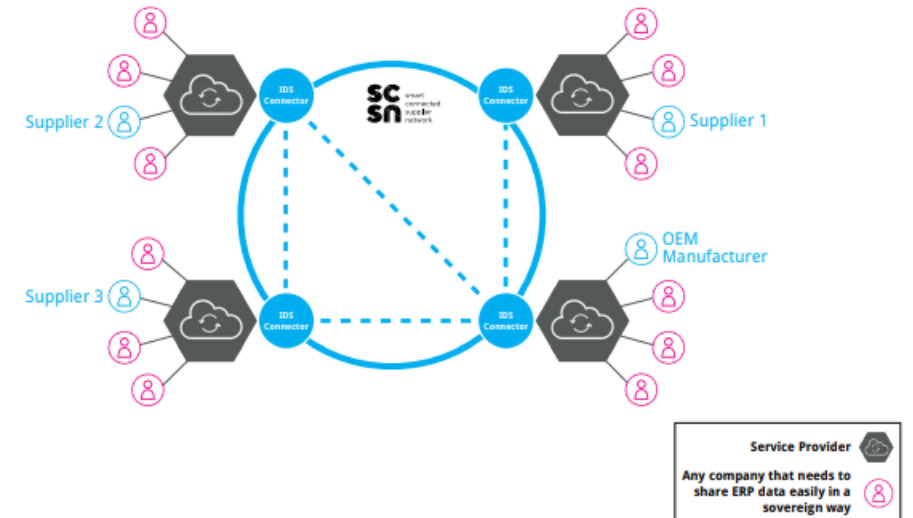 IDS
Connector
sc
sn
smart
connected
supplier
network
IDS
Connector
Supplier 2
Supplier 1
OEM
Manufacturer
Supplier 3
IDS
Connector
IDS
Connector
Service Provider
Any company that needs to
share ERP data easily in a
sovereign way